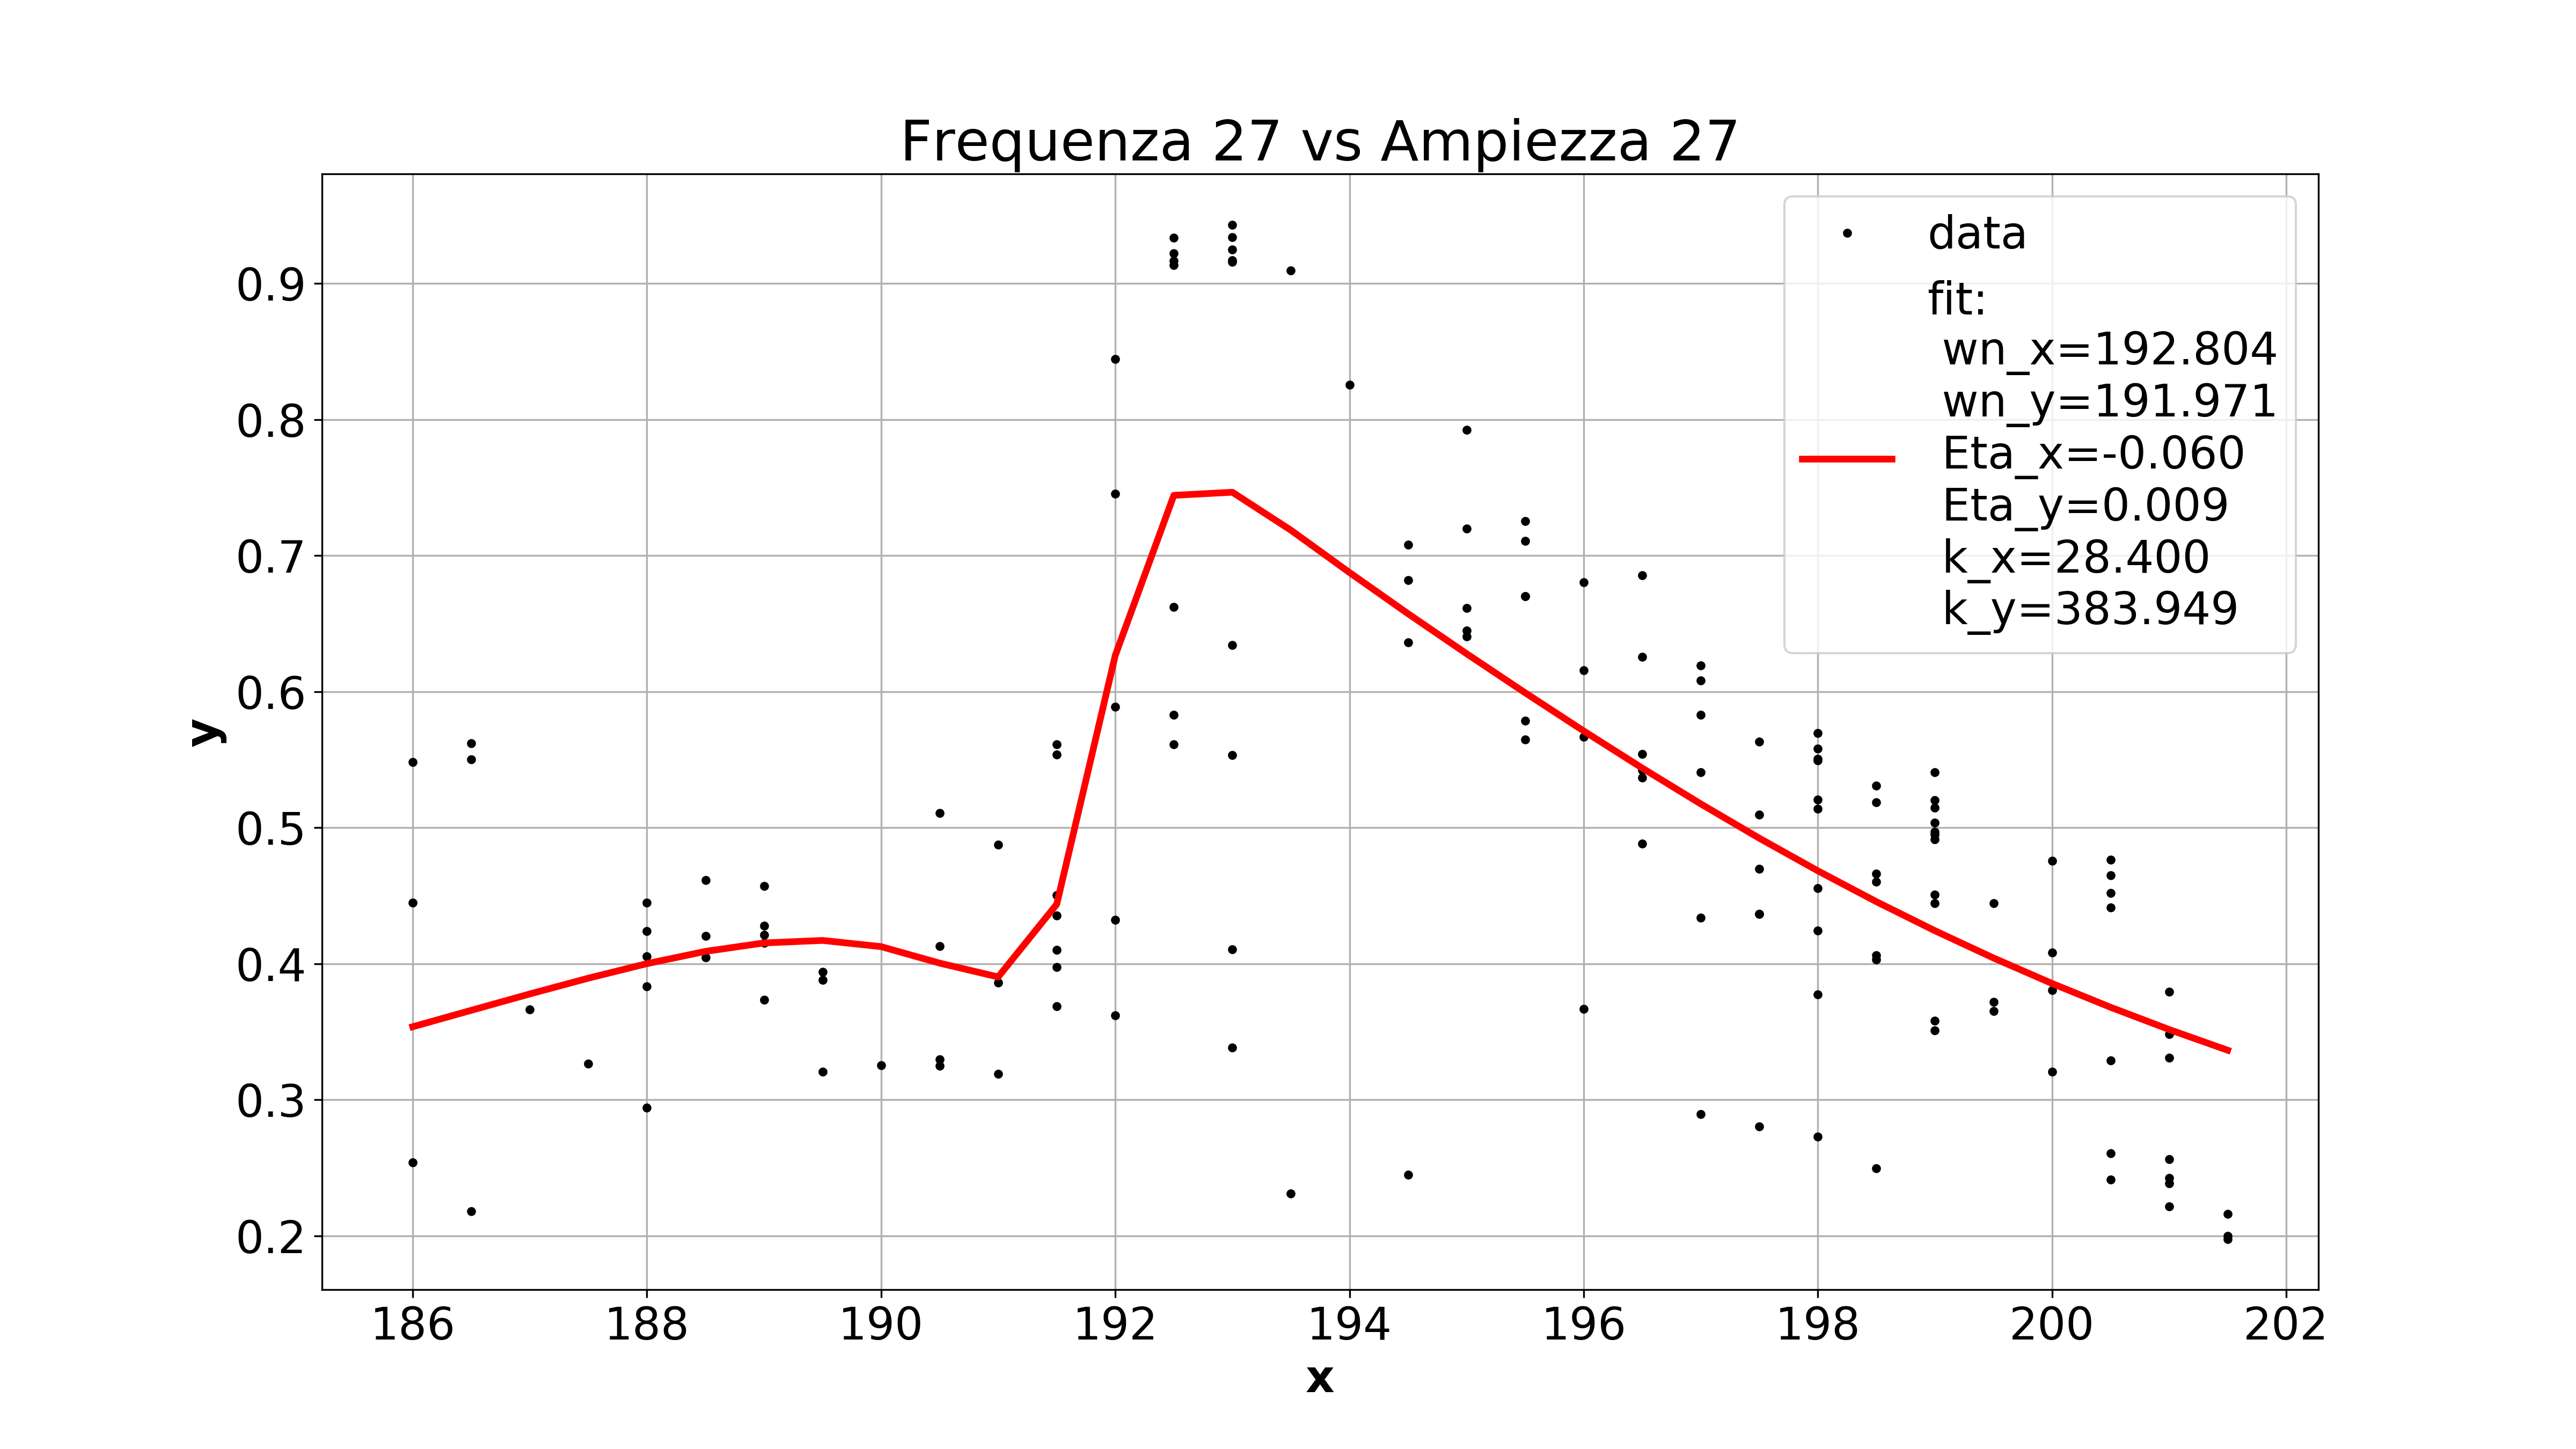 Frequenza 27 vs Ampiezza 27
data
fit:
wn_x=192.804
wn_y=191.971
Eta_x=-0.060
Eta_y=0.009
k_x=28.400
k_y=383.949
0.9
0.8
0.7
0.6
0.5
0.4
0.3
0.2
y
186 188 190 192 194 196 198 200 202
x